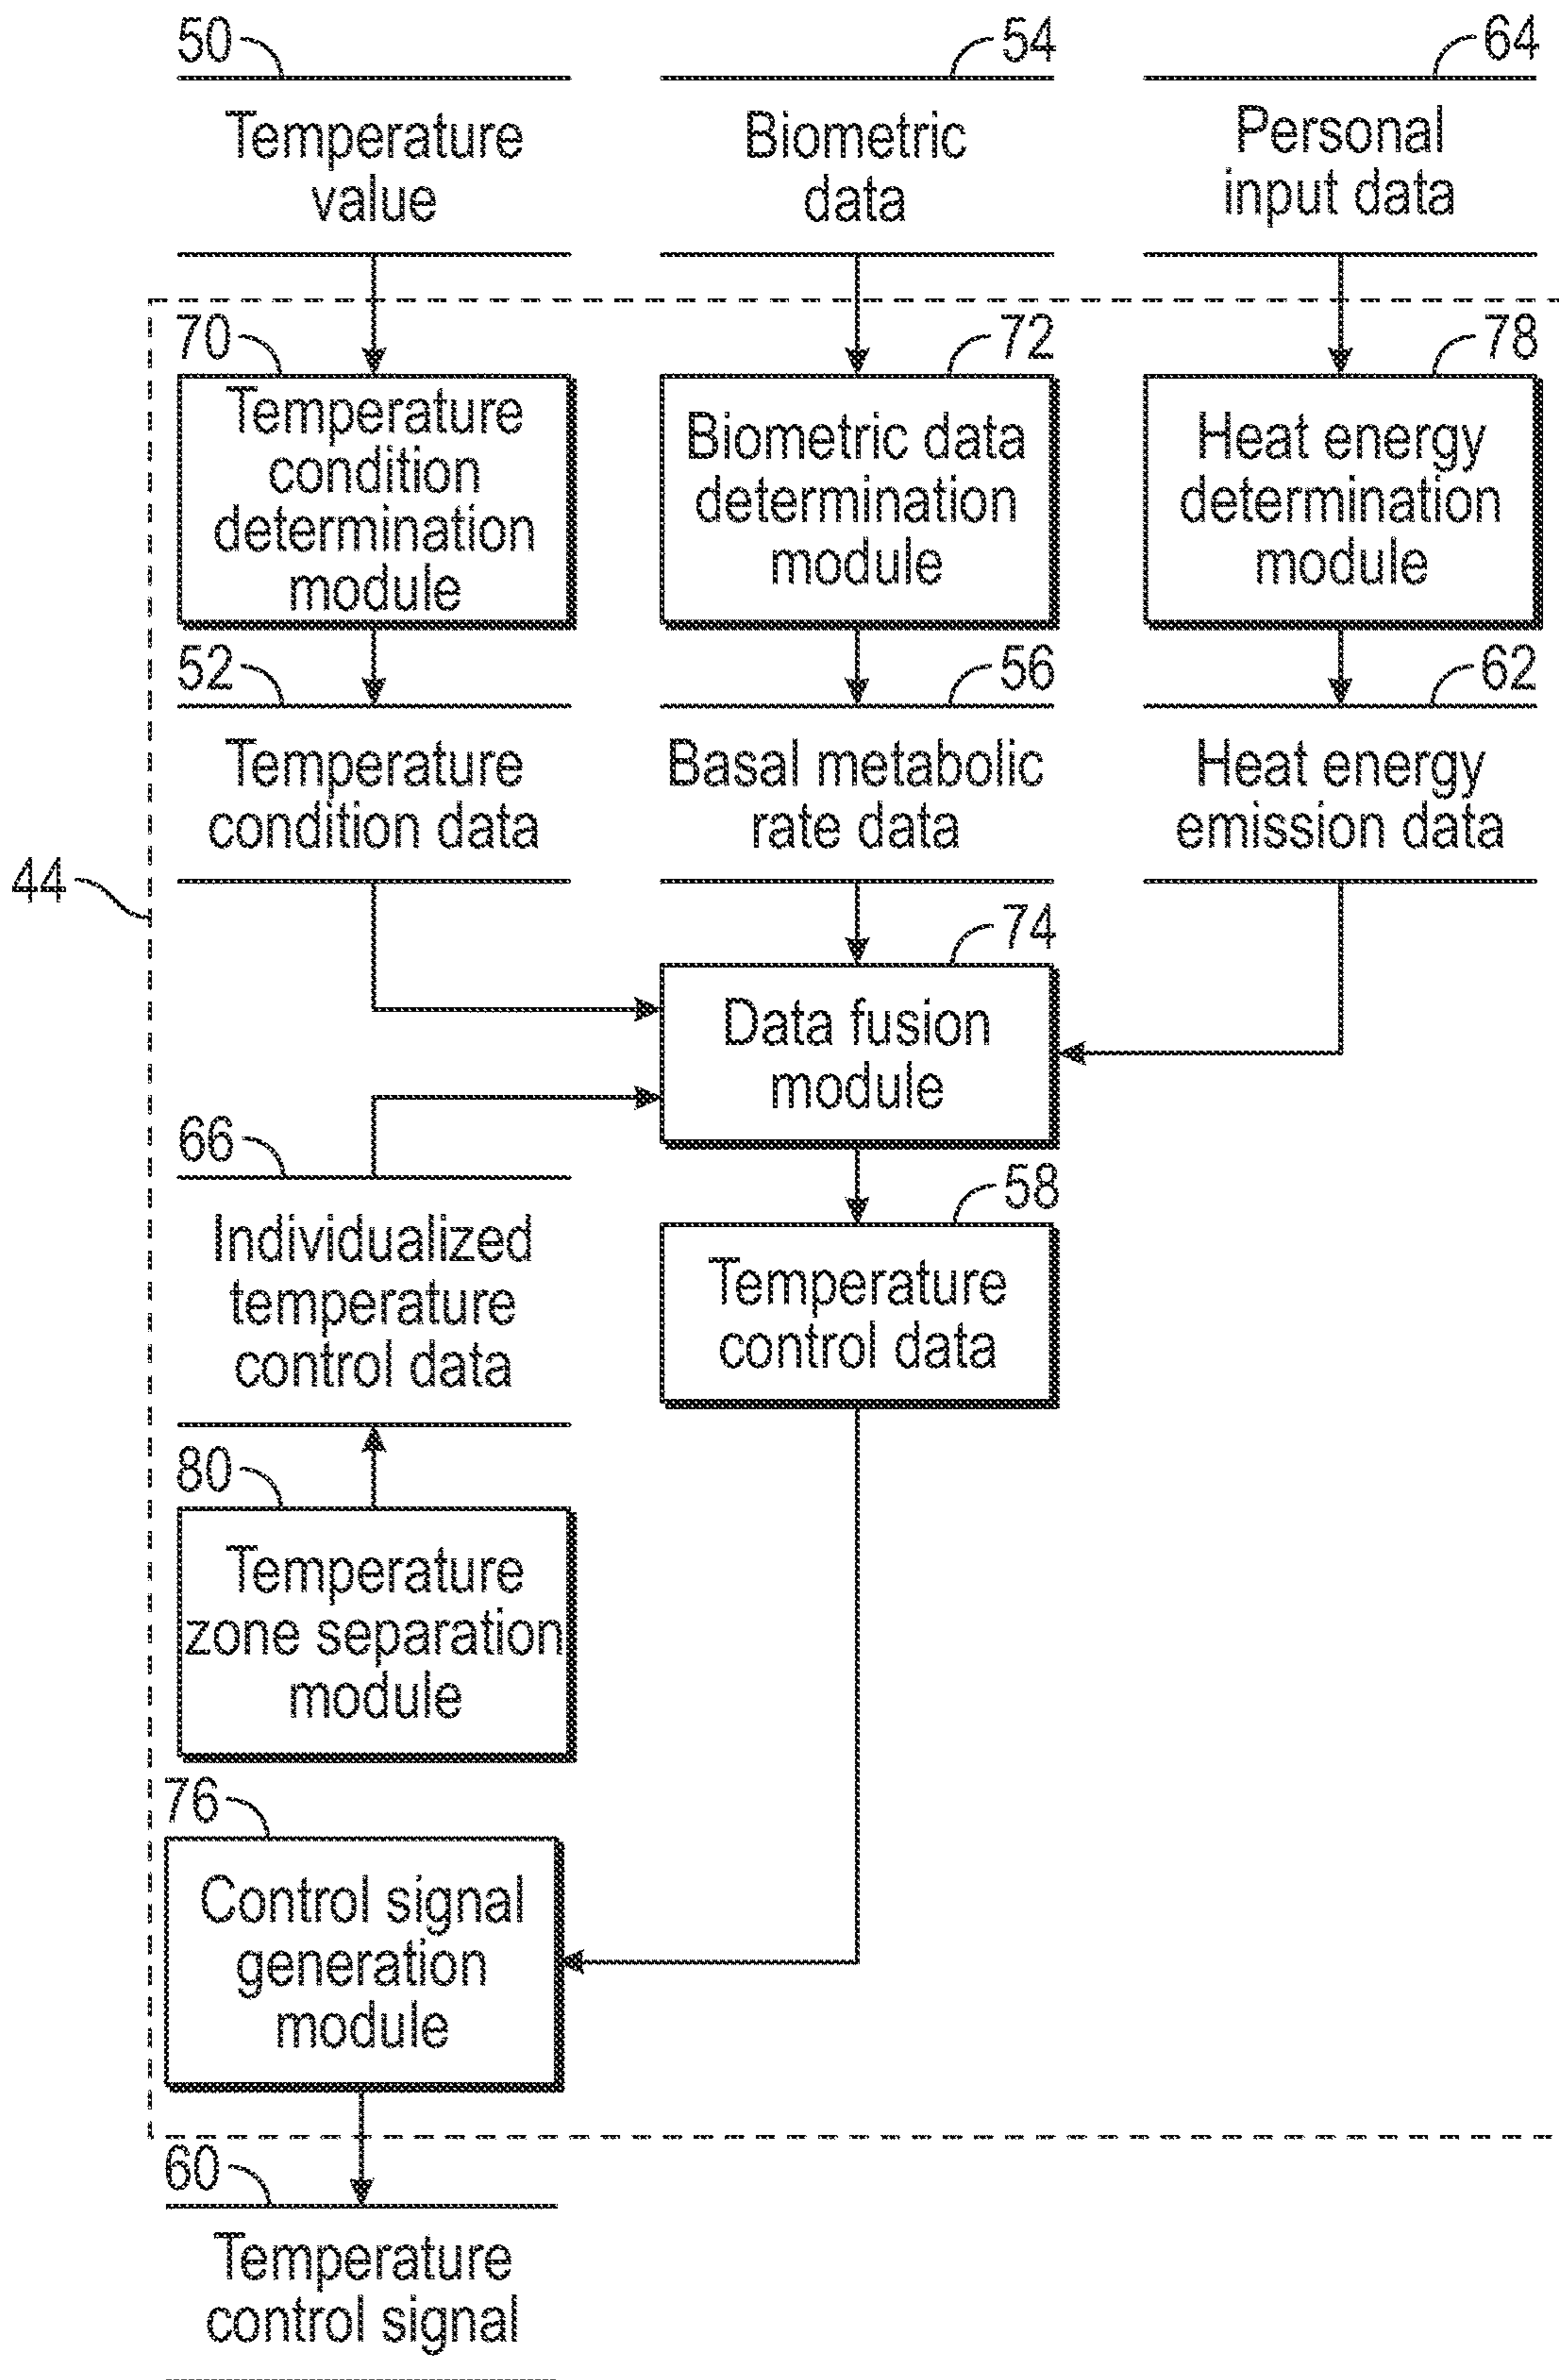 50
54
64
Temperature
value
Biometric
data
Personal
input data
70
72
78
Temperature
condition
determination
module
Biometric data
determination
module
Heat energy
determination
module
52
56
62
Temperature
condition data
Basal metabolic
rate data
Heat energy
emission data
44
74
Data fusion
module
66
58
Individualized
temperature
control data
Temperature
control data
80
Temperature
zone separation
module
76
Control signal
generation
module
60
Temperature
control signal